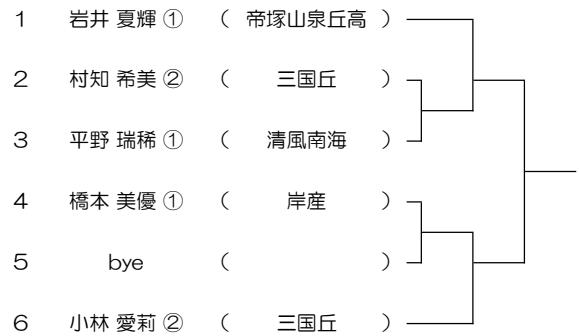 1 岩井 夏輝 ① ( 帝塚山泉丘高 )
2 村知 希美 ② ( 三国丘 )
3 平野 瑞稀 ① ( 清風南海 )
4 橋本 美優 ① ( 岸産 )
5 bye ( )
6 小林 愛莉 ② ( 三国丘 )